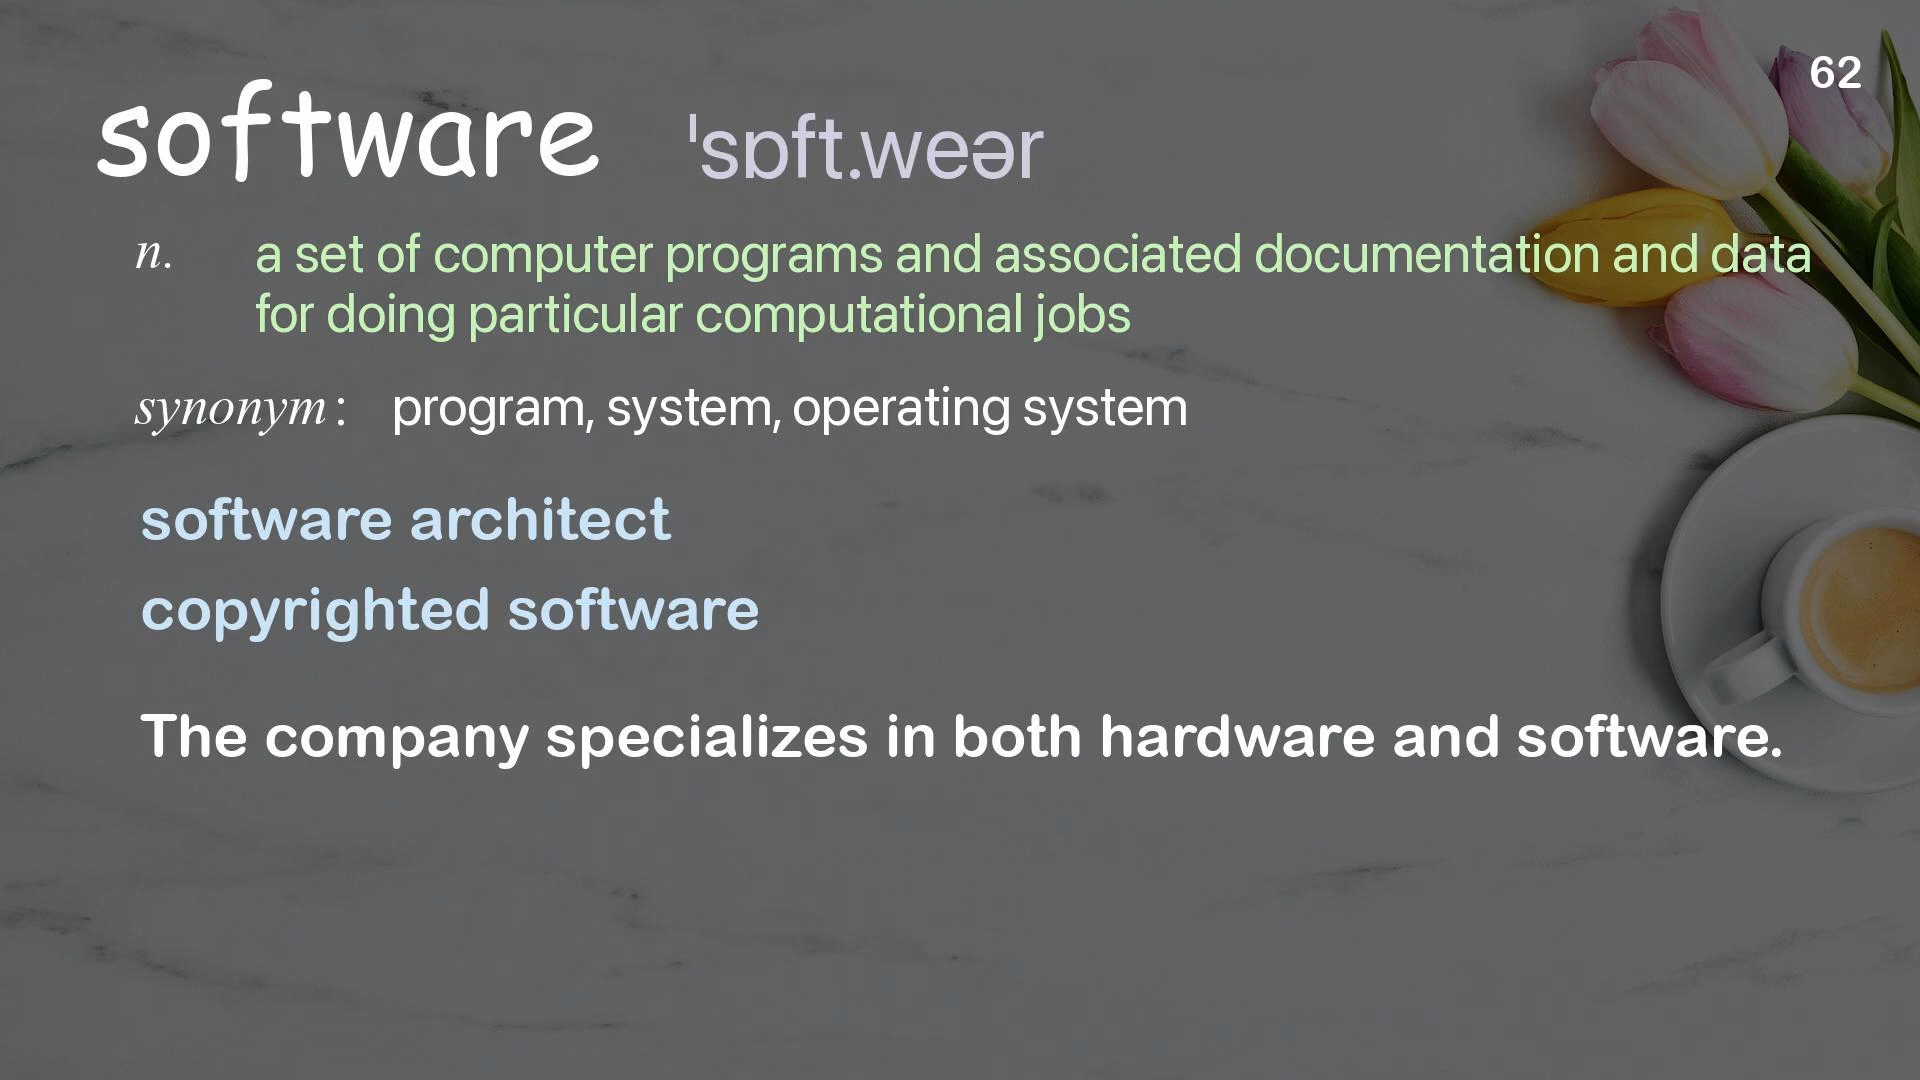 62
software ˈsɒft.weər
n. a set of computer programs and associated documentation and data
for doing particular computational jobs
synonym: program, system, operating system
software architect
copyrighted software
The company specializes in both hardware and software.